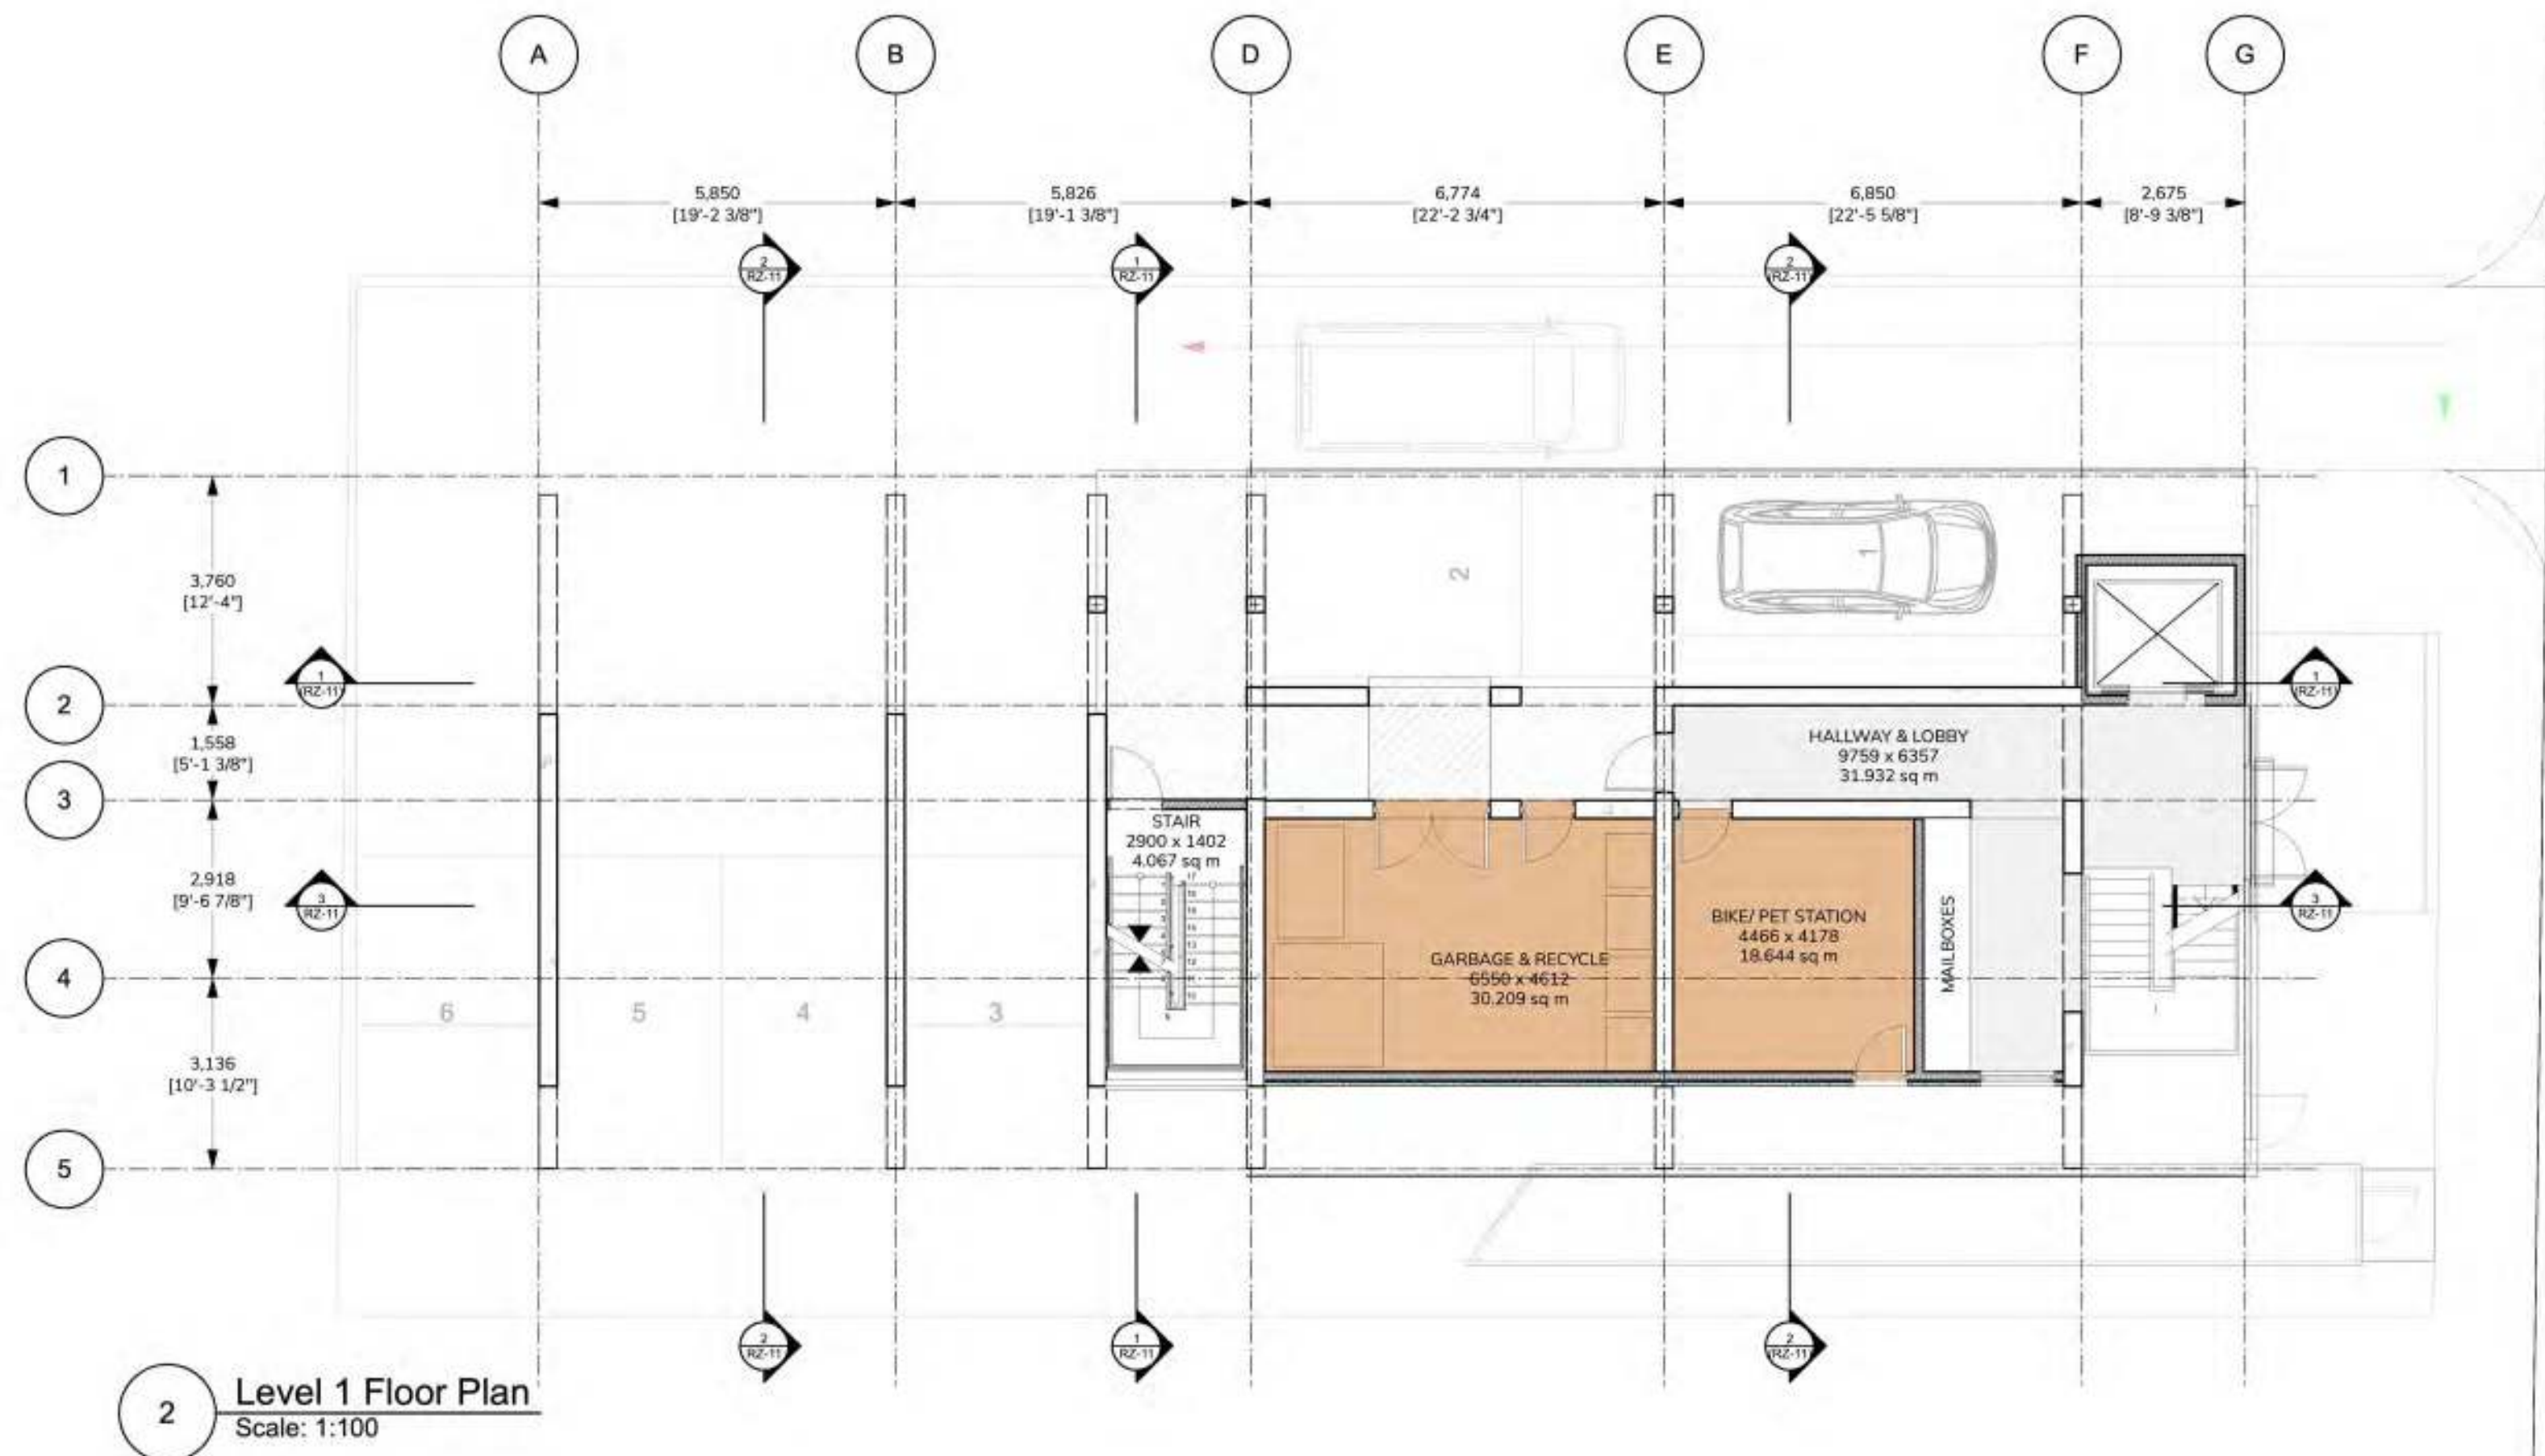 A
B
D
E
F
G
5,850
[19'-2 3/8"]
5,826
[19'-1 3/8"]
6,774
[22'-2 3/4"]
6,850
[22'-5 5/8"]
2,675
[8'-9 3/8"]
2
RZ-11
1
RZ-11
2
RZ-11
1
3,760
[12'-4"]
2
1
1
RZ-11
1
RZ-11
2
1,558
[5'-1 3/8"]
HALLWAY & LOBBY
9759 x 6357
31.932 sq m
3
STAIR
2900 x 1402
4.067 sq m
2,918
[9'-6 7/8"]
3
RZ-11
3
RZ-11
BIKE/ PET STATION
4466 x 4178
18.644 sq m
MAILBOXES
GARBAGE & RECYCLE
6550 x 4612
30.209 sq m
4
6
5
4
3
3,136
[10'-3 1/2"]
5
2
RZ-11
1
RZ-11
2
RZ-11
2
Level 1 Floor Plan
Scale: 1:100